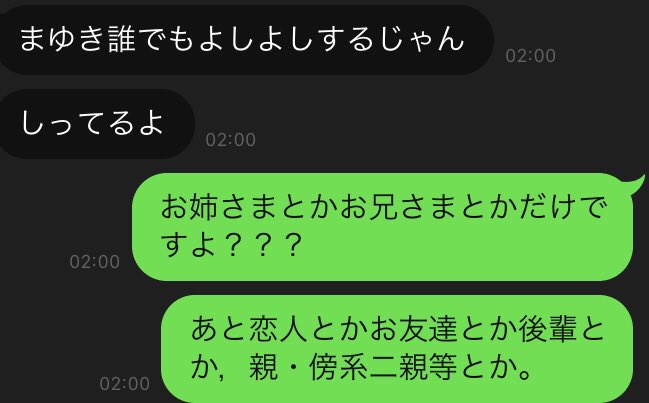 まゆき誰でもよしよしするじゃん
02:00
しってるよ
02:00
お姉さまとかお兄さまとかだけで
すよ？？？
02:00
あと恋人とかお友達とか後輩と
か，親・傍系二親等とか。
02:00